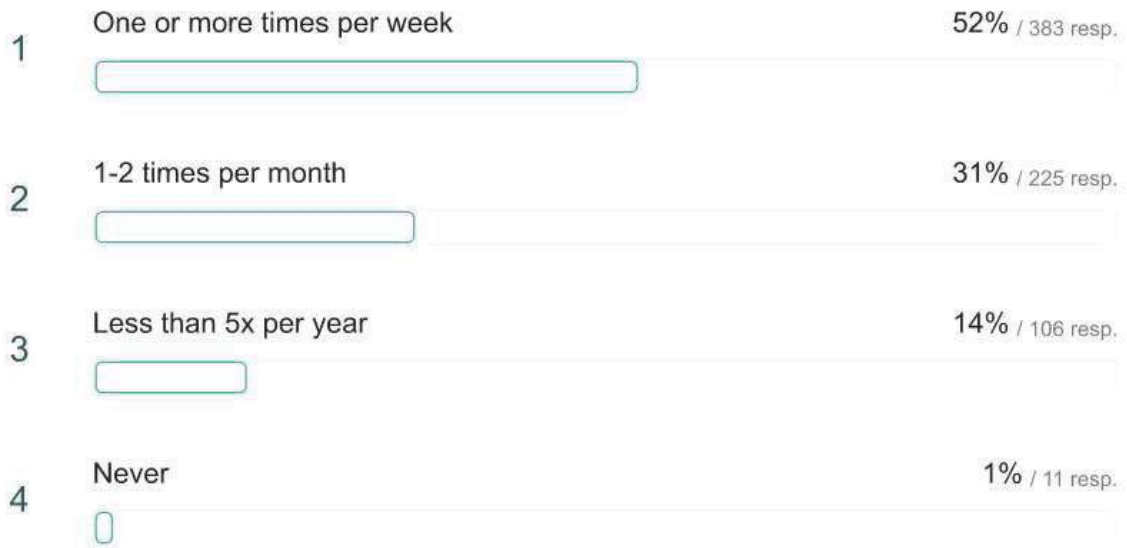 1 One or more times per week 52% / 383 resp.
2 1-2 times per month 31% / 225 resp.
3 Less than 5x per year 14% / 106 resp.
4 Never 1% / 11 resp.